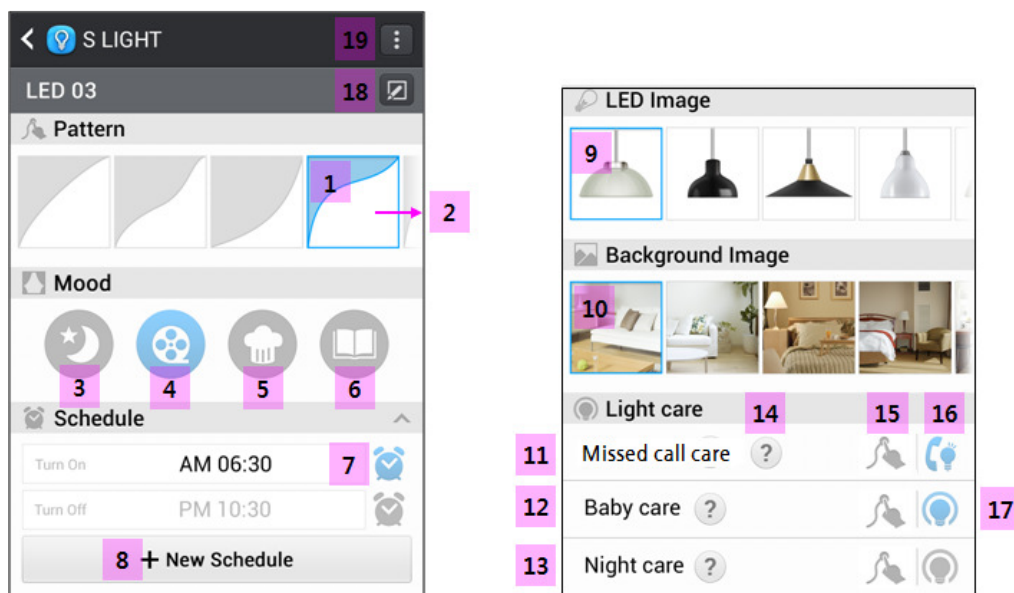 S LIGHT 19
LED 03 18
Pattern
1
2
Mood
3 4 5 6
Schedule
Turn On AM 06:30 7
Turn Off PM 10:30
8 + New Schedule
LED Image
9
Background Image
10
Light care 14 15 16
11 Missed call care ?
12 Baby care ? 17
13 Night care ?